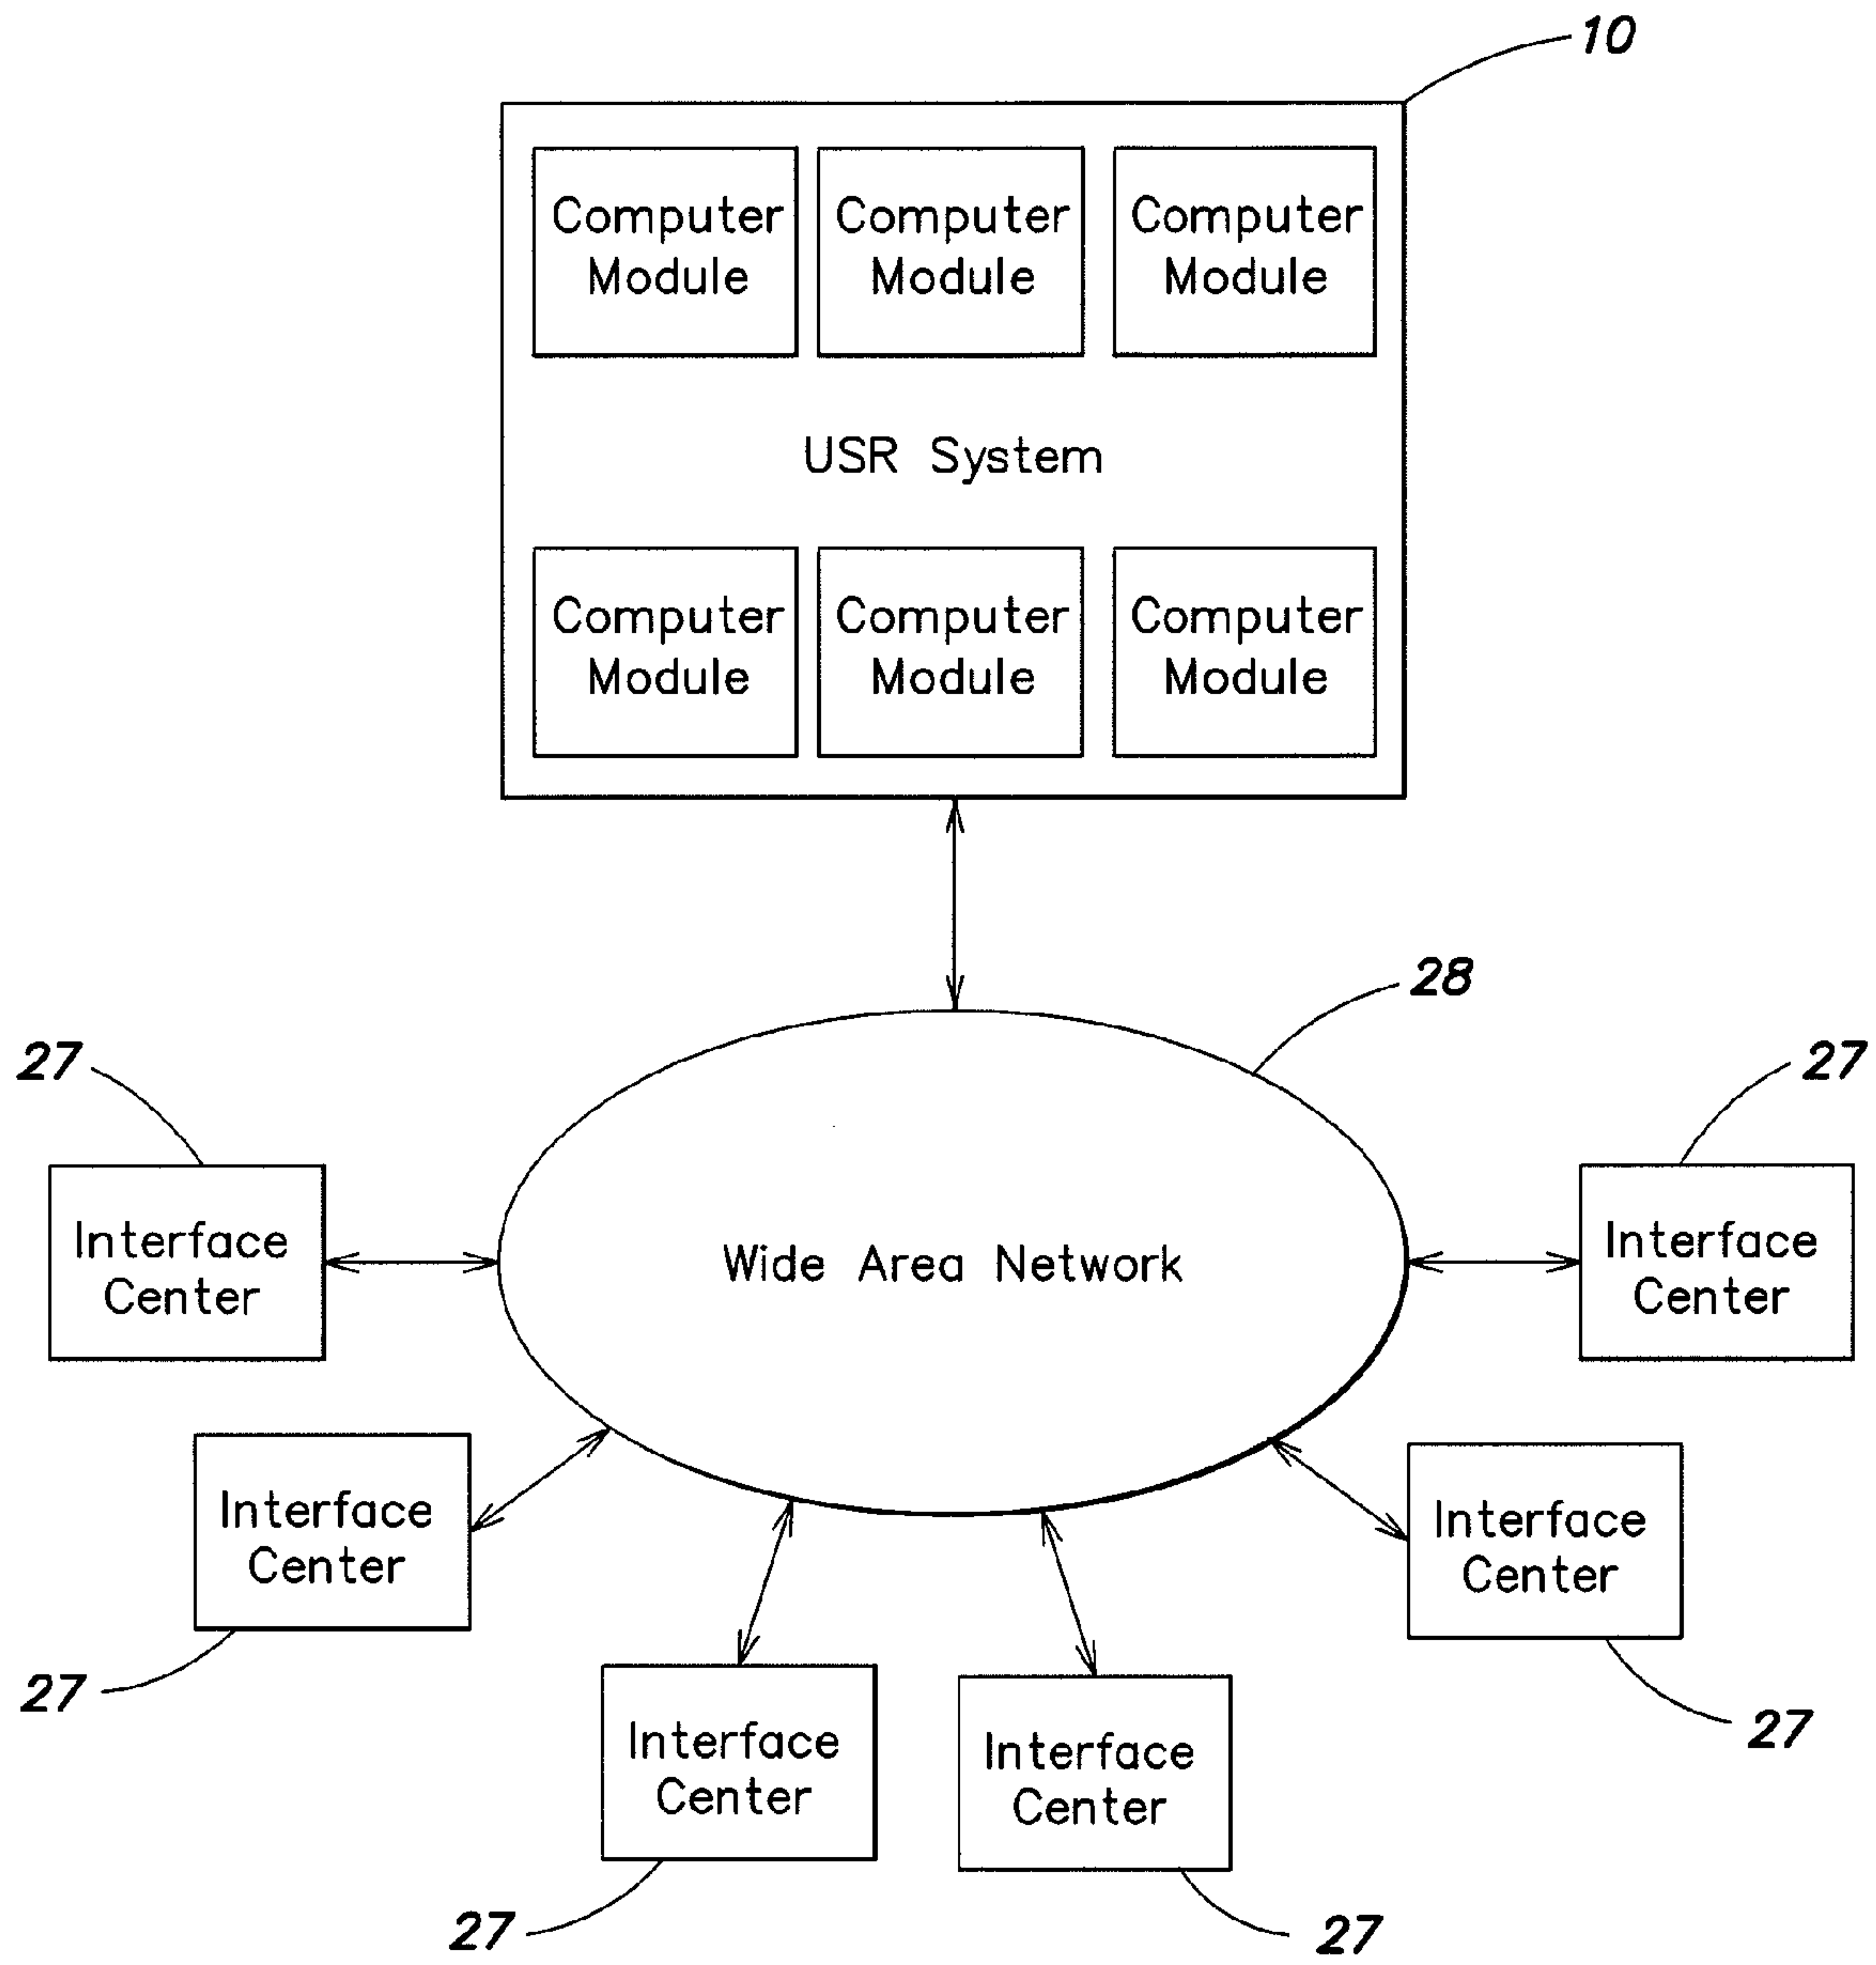 10
Computer Module
Computer Module
Computer Module
USR System
Computer Module
Computer Module
Computer Module
28
27
27
Wide Area Network
Interface Center
Interface Center
Interface Center
Interface Center
27
27
Interface Center
Interface Center
27
27